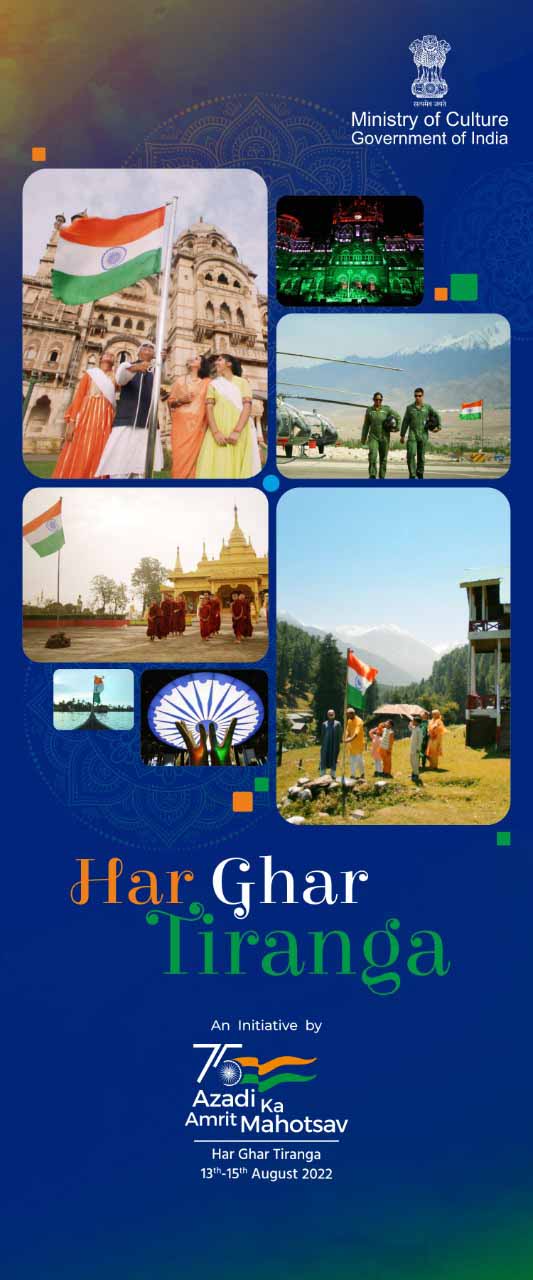 सत्यमेव जयते
Ministry of Culture
Government of India
Har Ghar
Tiranga
An Initiative by
75
Azadi Ka
Amrit Mahotsav
Har Ghar Tiranga
13th-15th August 2022